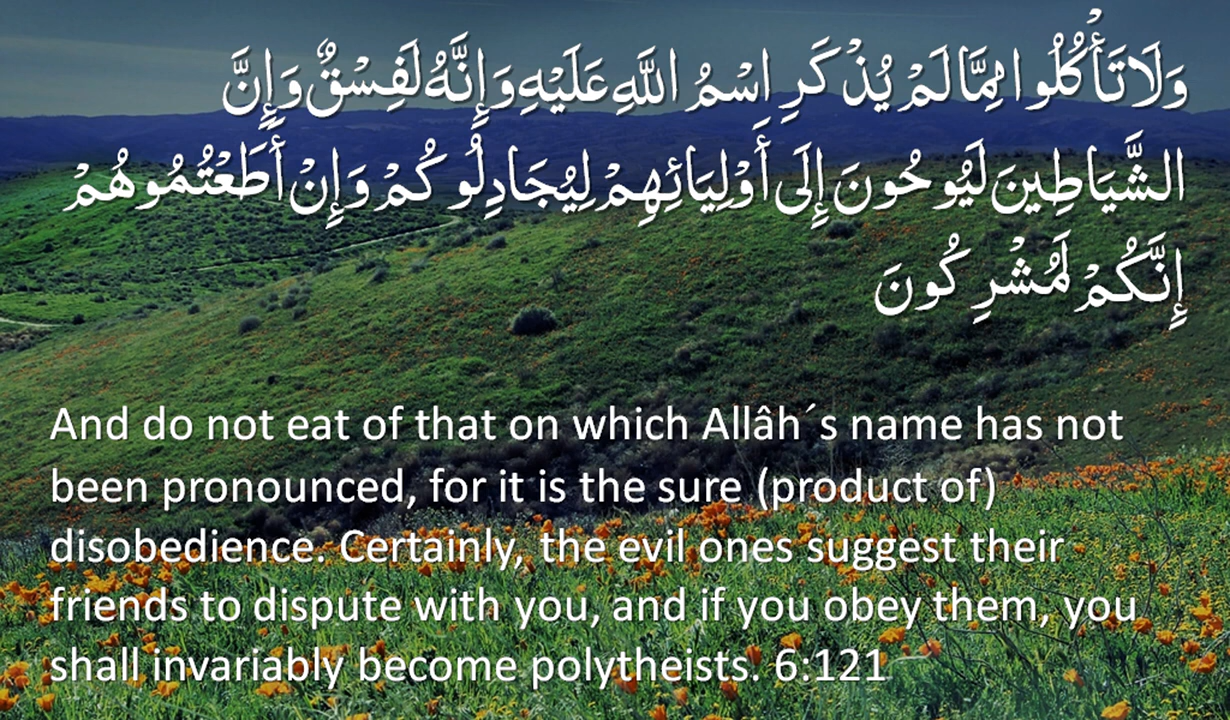 وَلَا تَأْكُلُوا مِمَّا لَمْ يُذْكَرِ اسْمُ اللَّهِ عَلَيْهِ وَإِنَّهُ لَفِسْقٌ وَإِنَّ
الشَّيَاطِينَ لَيُوحُونَ إِلَى أَوْلِيَائِهِمْ لِيُجَادِلُوكُمْ وَإِنْ أَطَعْتُمُوهُمْ
إِنَّكُمْ لَمُشْرِكُونَ
And do not eat of that on which Allâh´s name has not
been pronounced, for it is the sure (product of)
disobedience. Certainly, the evil ones suggest their
friends to dispute with you, and if you obey them, you
shall invariably become polytheists. 6:121